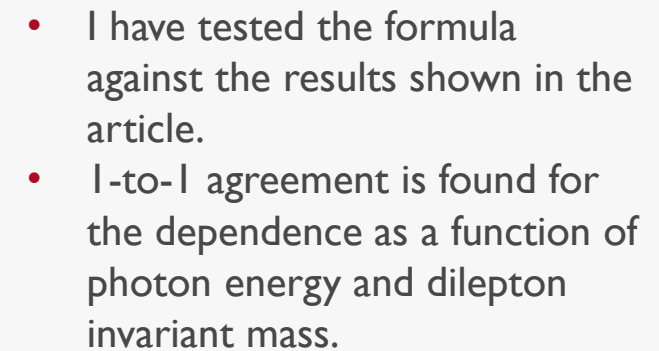 • I have tested the formula
against the results shown in the
article.
• 1-to-1 agreement is found for
the dependence as a function of
photon energy and dilepton
invariant mass.